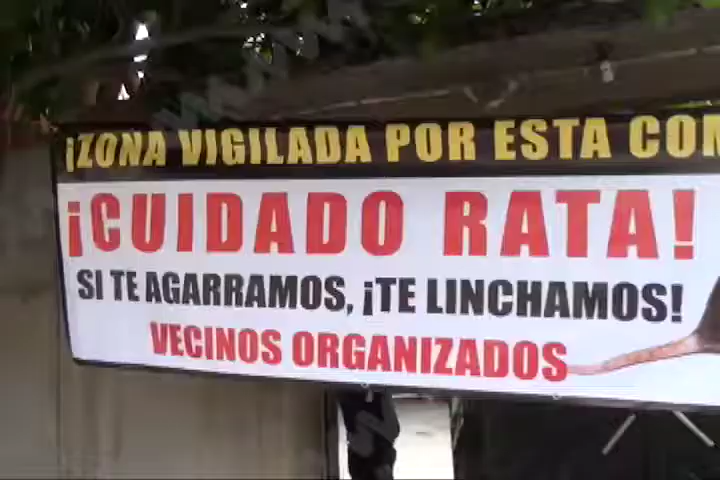 ¡ZONA VIGILADA POR ESTA
¡CUIDADO RATA!
SI TE AGARRAMOS, ¡TE LINCHAMOS!
VECINOS ORGANIZADOS